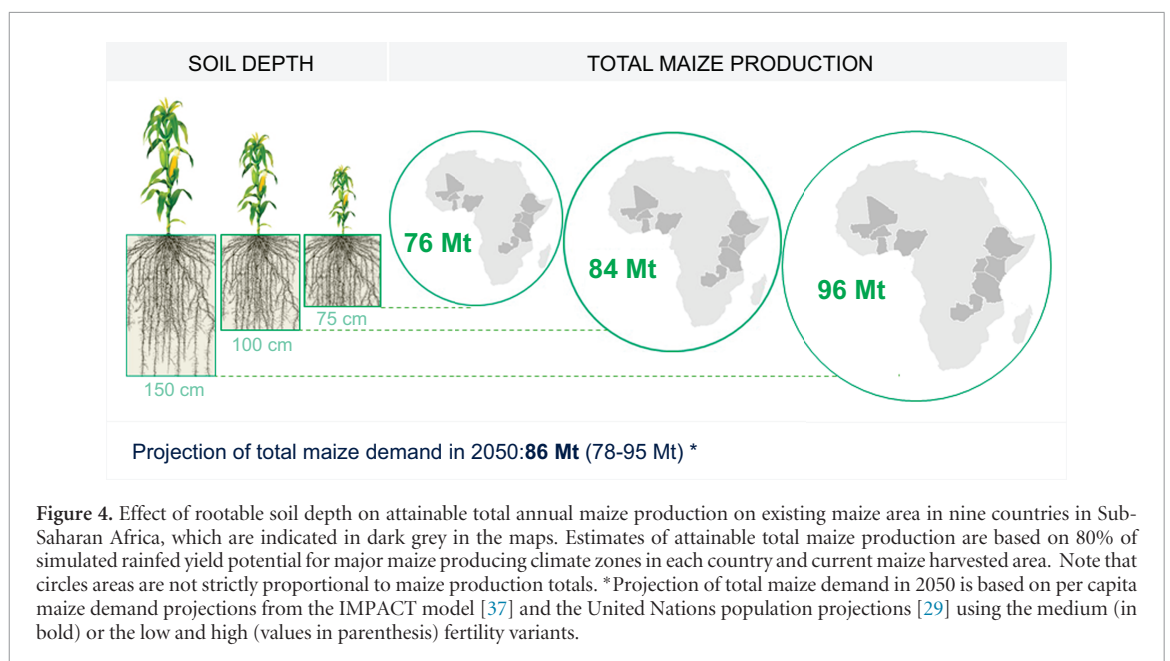 SOIL DEPTH
TOTAL MAIZE PRODUCTION
76 Mt
84 Mt
96 Mt
75 cm
100 cm
150 cm
Projection of total maize demand in 2050:86 Mt (78-95 Mt) *
Figure 4. Effect of rootable soil depth on attainable total annual maize production on existing maize area in nine countries in Sub-
Saharan Africa, which are indicated in dark grey in the maps. Estimates of attainable total maize production are based on 80% of
simulated rainfed yield potential for major maize producing climate zones in each country and current maize harvested area. Note that
circles areas are not strictly proportional to maize production totals. *Projection of total maize demand in 2050 is based on per capita
maize demand projections from the IMPACT model [37] and the United Nations population projections [29] using the medium (in
bold) or the low and high (values in parenthesis) fertility variants.